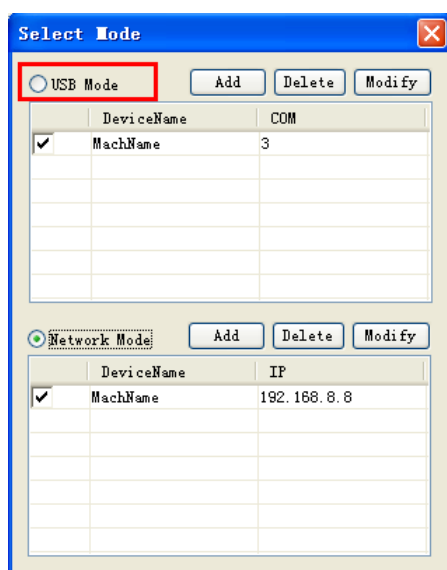 Select Mode
USB Mode Add Delete Modify
DeviceName COM
MachName 3
Network Mode Add Delete Modify
DeviceName IP
MachName 192.168.8.8